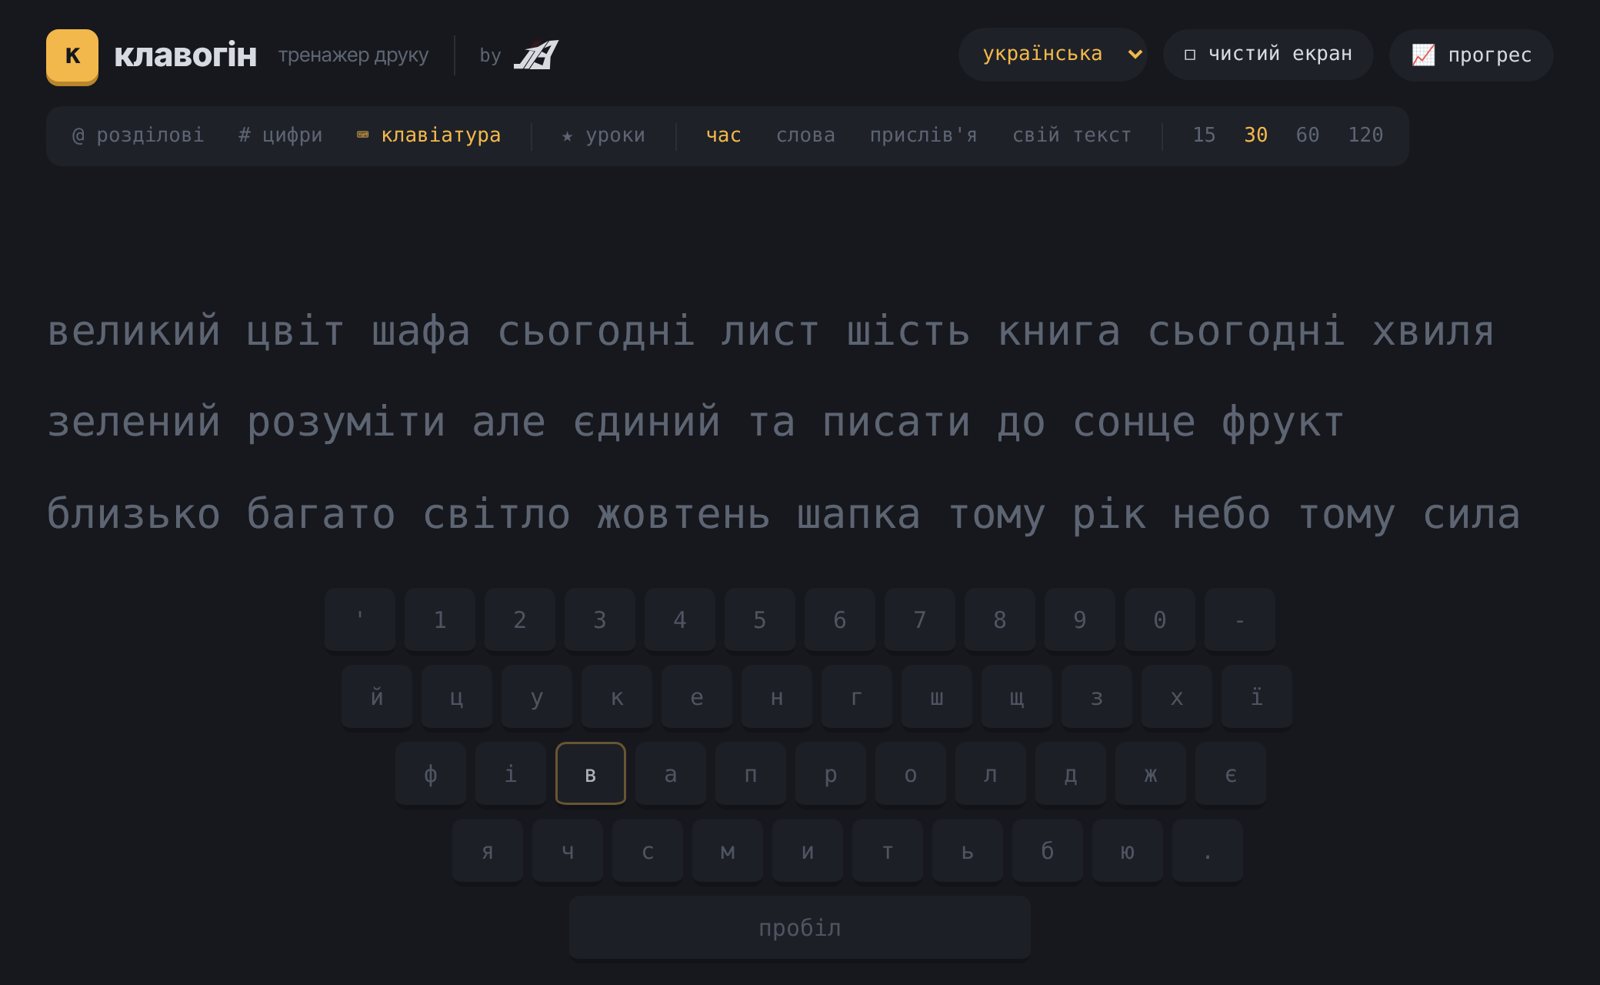 к клавогін тренажер друку by українська чистий екран прогрес
@ розділові # цифри клавіатура ★ уроки час слова прислів'я свій текст 15 30 60 120
великий цвіт шафа сьогодні лист шість книга сьогодні хвиля
зелений розуміти але єдиний та писати до сонце фрукт
близько багато світло жовтень шапка тому рік небо тому сила
' 1 2 3 4 5 6 7 8 9 0 -
й ц у к е н г ш щ з х ї
ф і в а п р о л д ж є
я ч с м и т ь б ю .
пробіл